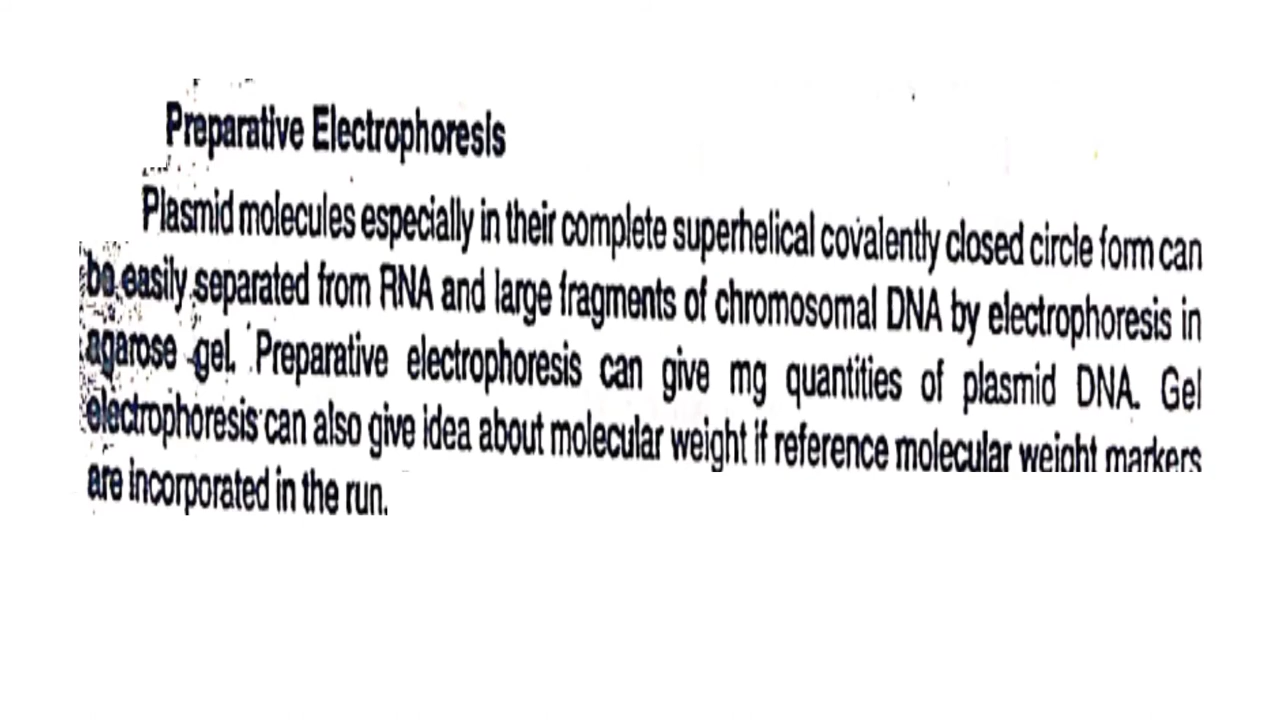 Preparative Electrophoresis
Plasmid molecules especially in their complete superhelical covalently closed circle form can
be easily separated from RNA and large fragments of chromosomal DNA by electrophoresis in
agarose gel. Preparative electrophoresis can give mg quantities of plasmid DNA. Gel
electrophoresis can also give idea about molecular weight if reference molecular weight markers
are incorporated in the run.